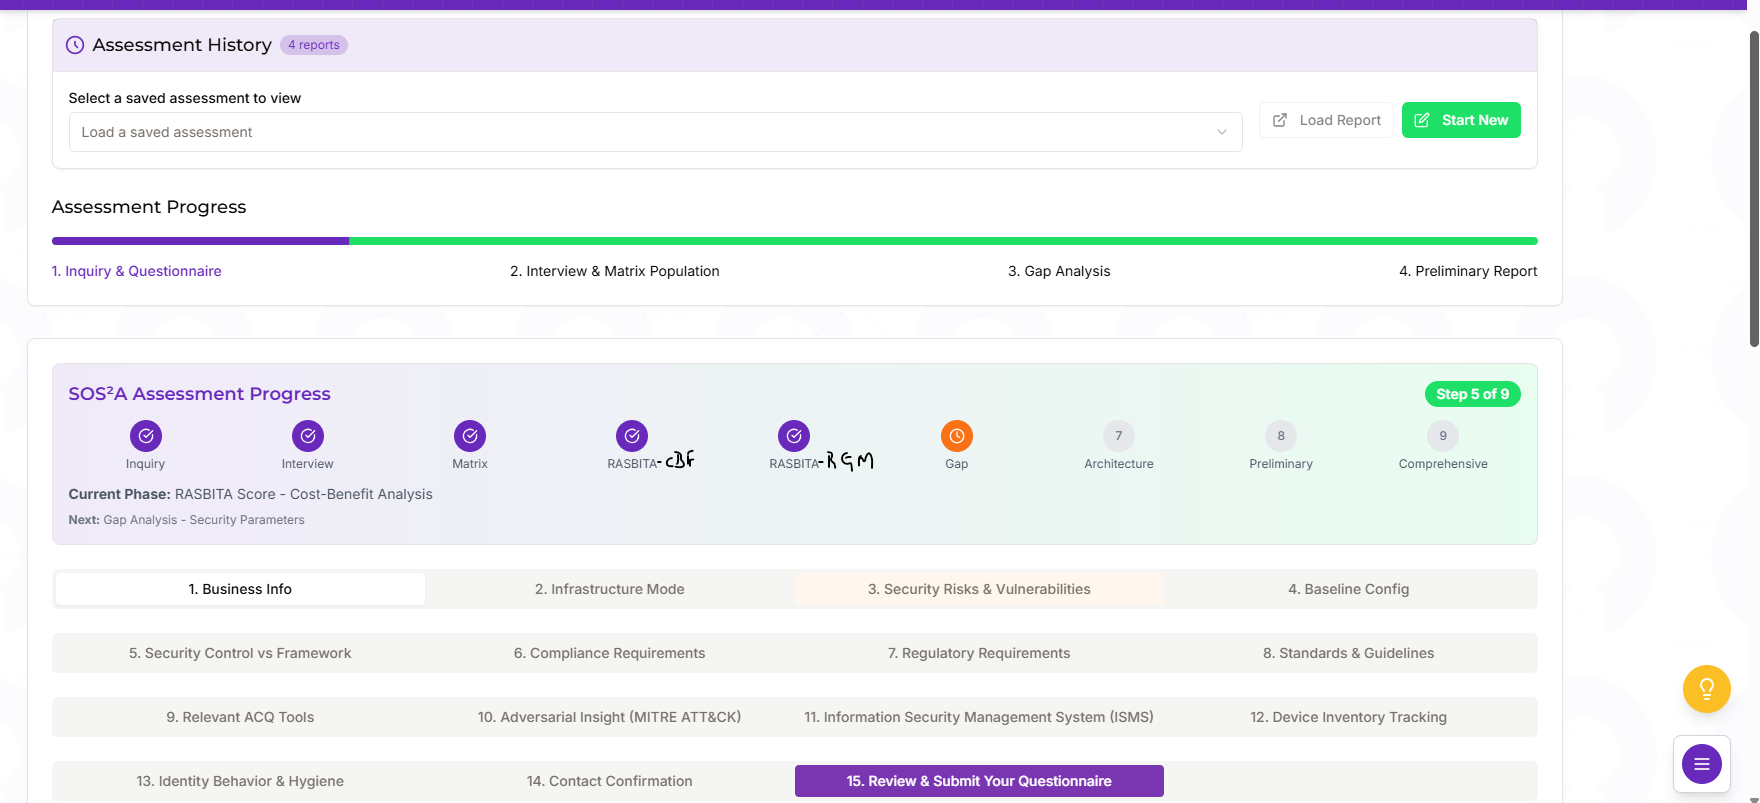 Assessment History 4 reports
Select a saved assessment to view
Load a saved assessment
Load Report
Start New
Assessment Progress
1. Inquiry & Questionnaire
2. Interview & Matrix Population
3. Gap Analysis
4. Preliminary Report
SOS²A Assessment Progress
Step 5 of 9
Inquiry
Interview
Matrix
RASBITA-CBF
RASBITA-RGM
Gap
7
Architecture
8
Preliminary
9
Comprehensive
Current Phase: RASBITA Score - Cost-Benefit Analysis
Next: Gap Analysis - Security Parameters
1. Business Info
2. Infrastructure Mode
3. Security Risks & Vulnerabilities
4. Baseline Config
5. Security Control vs Framework
6. Compliance Requirements
7. Regulatory Requirements
8. Standards & Guidelines
9. Relevant ACQ Tools
10. Adversarial Insight (MITRE ATT&CK)
11. Information Security Management System (ISMS)
12. Device Inventory Tracking
13. Identity Behavior & Hygiene
14. Contact Confirmation
15. Review & Submit Your Questionnaire